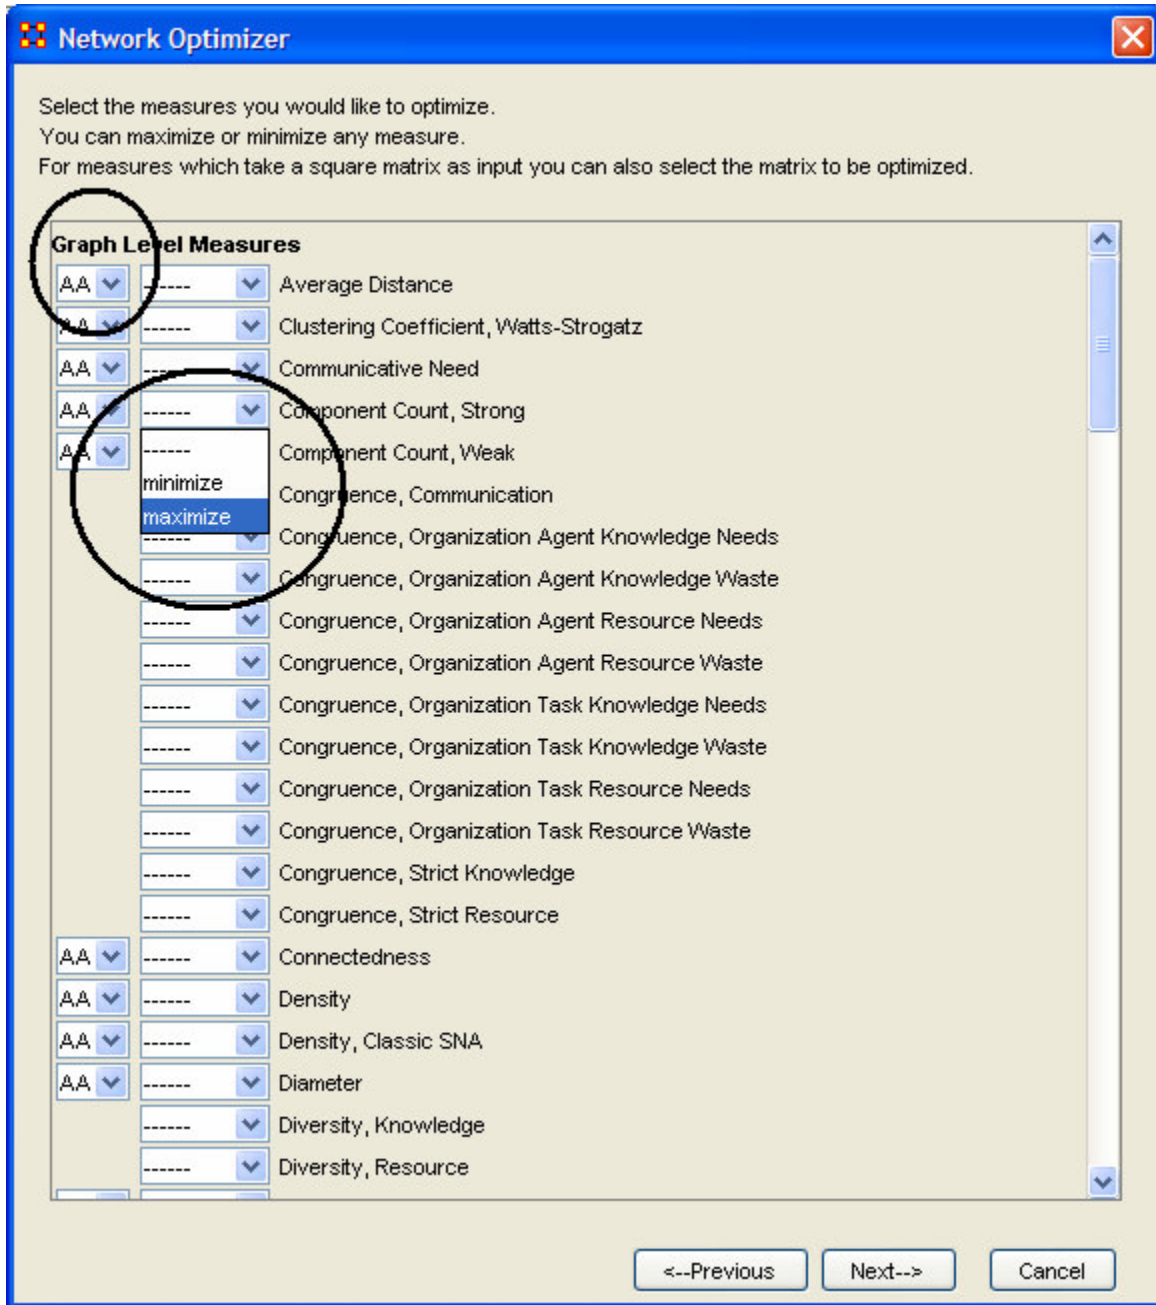 Network Optimizer
Select the measures you would like to optimize.
You can maximize or minimize any measure.
For measures which take a square matrix as input you can also select the matrix to be optimized.
Graph Level Measures
AA ------ Average Distance
AA ------ Clustering Coefficient, Watts-Strogatz
AA ------ Communicative Need
AA ------ Component Count, Strong
AA ------ Component Count, Weak
minimize Congruence, Communication
maximize
------ Congruence, Organization Agent Knowledge Needs
------ Congruence, Organization Agent Knowledge Waste
------ Congruence, Organization Agent Resource Needs
------ Congruence, Organization Agent Resource Waste
------ Congruence, Organization Task Knowledge Needs
------ Congruence, Organization Task Knowledge Waste
------ Congruence, Organization Task Resource Needs
------ Congruence, Organization Task Resource Waste
------ Congruence, Strict Knowledge
------ Congruence, Strict Resource
AA ------ Connectedness
AA ------ Density
AA ------ Density, Classic SNA
AA ------ Diameter
------ Diversity, Knowledge
------ Diversity, Resource
<--Previous Next--> Cancel